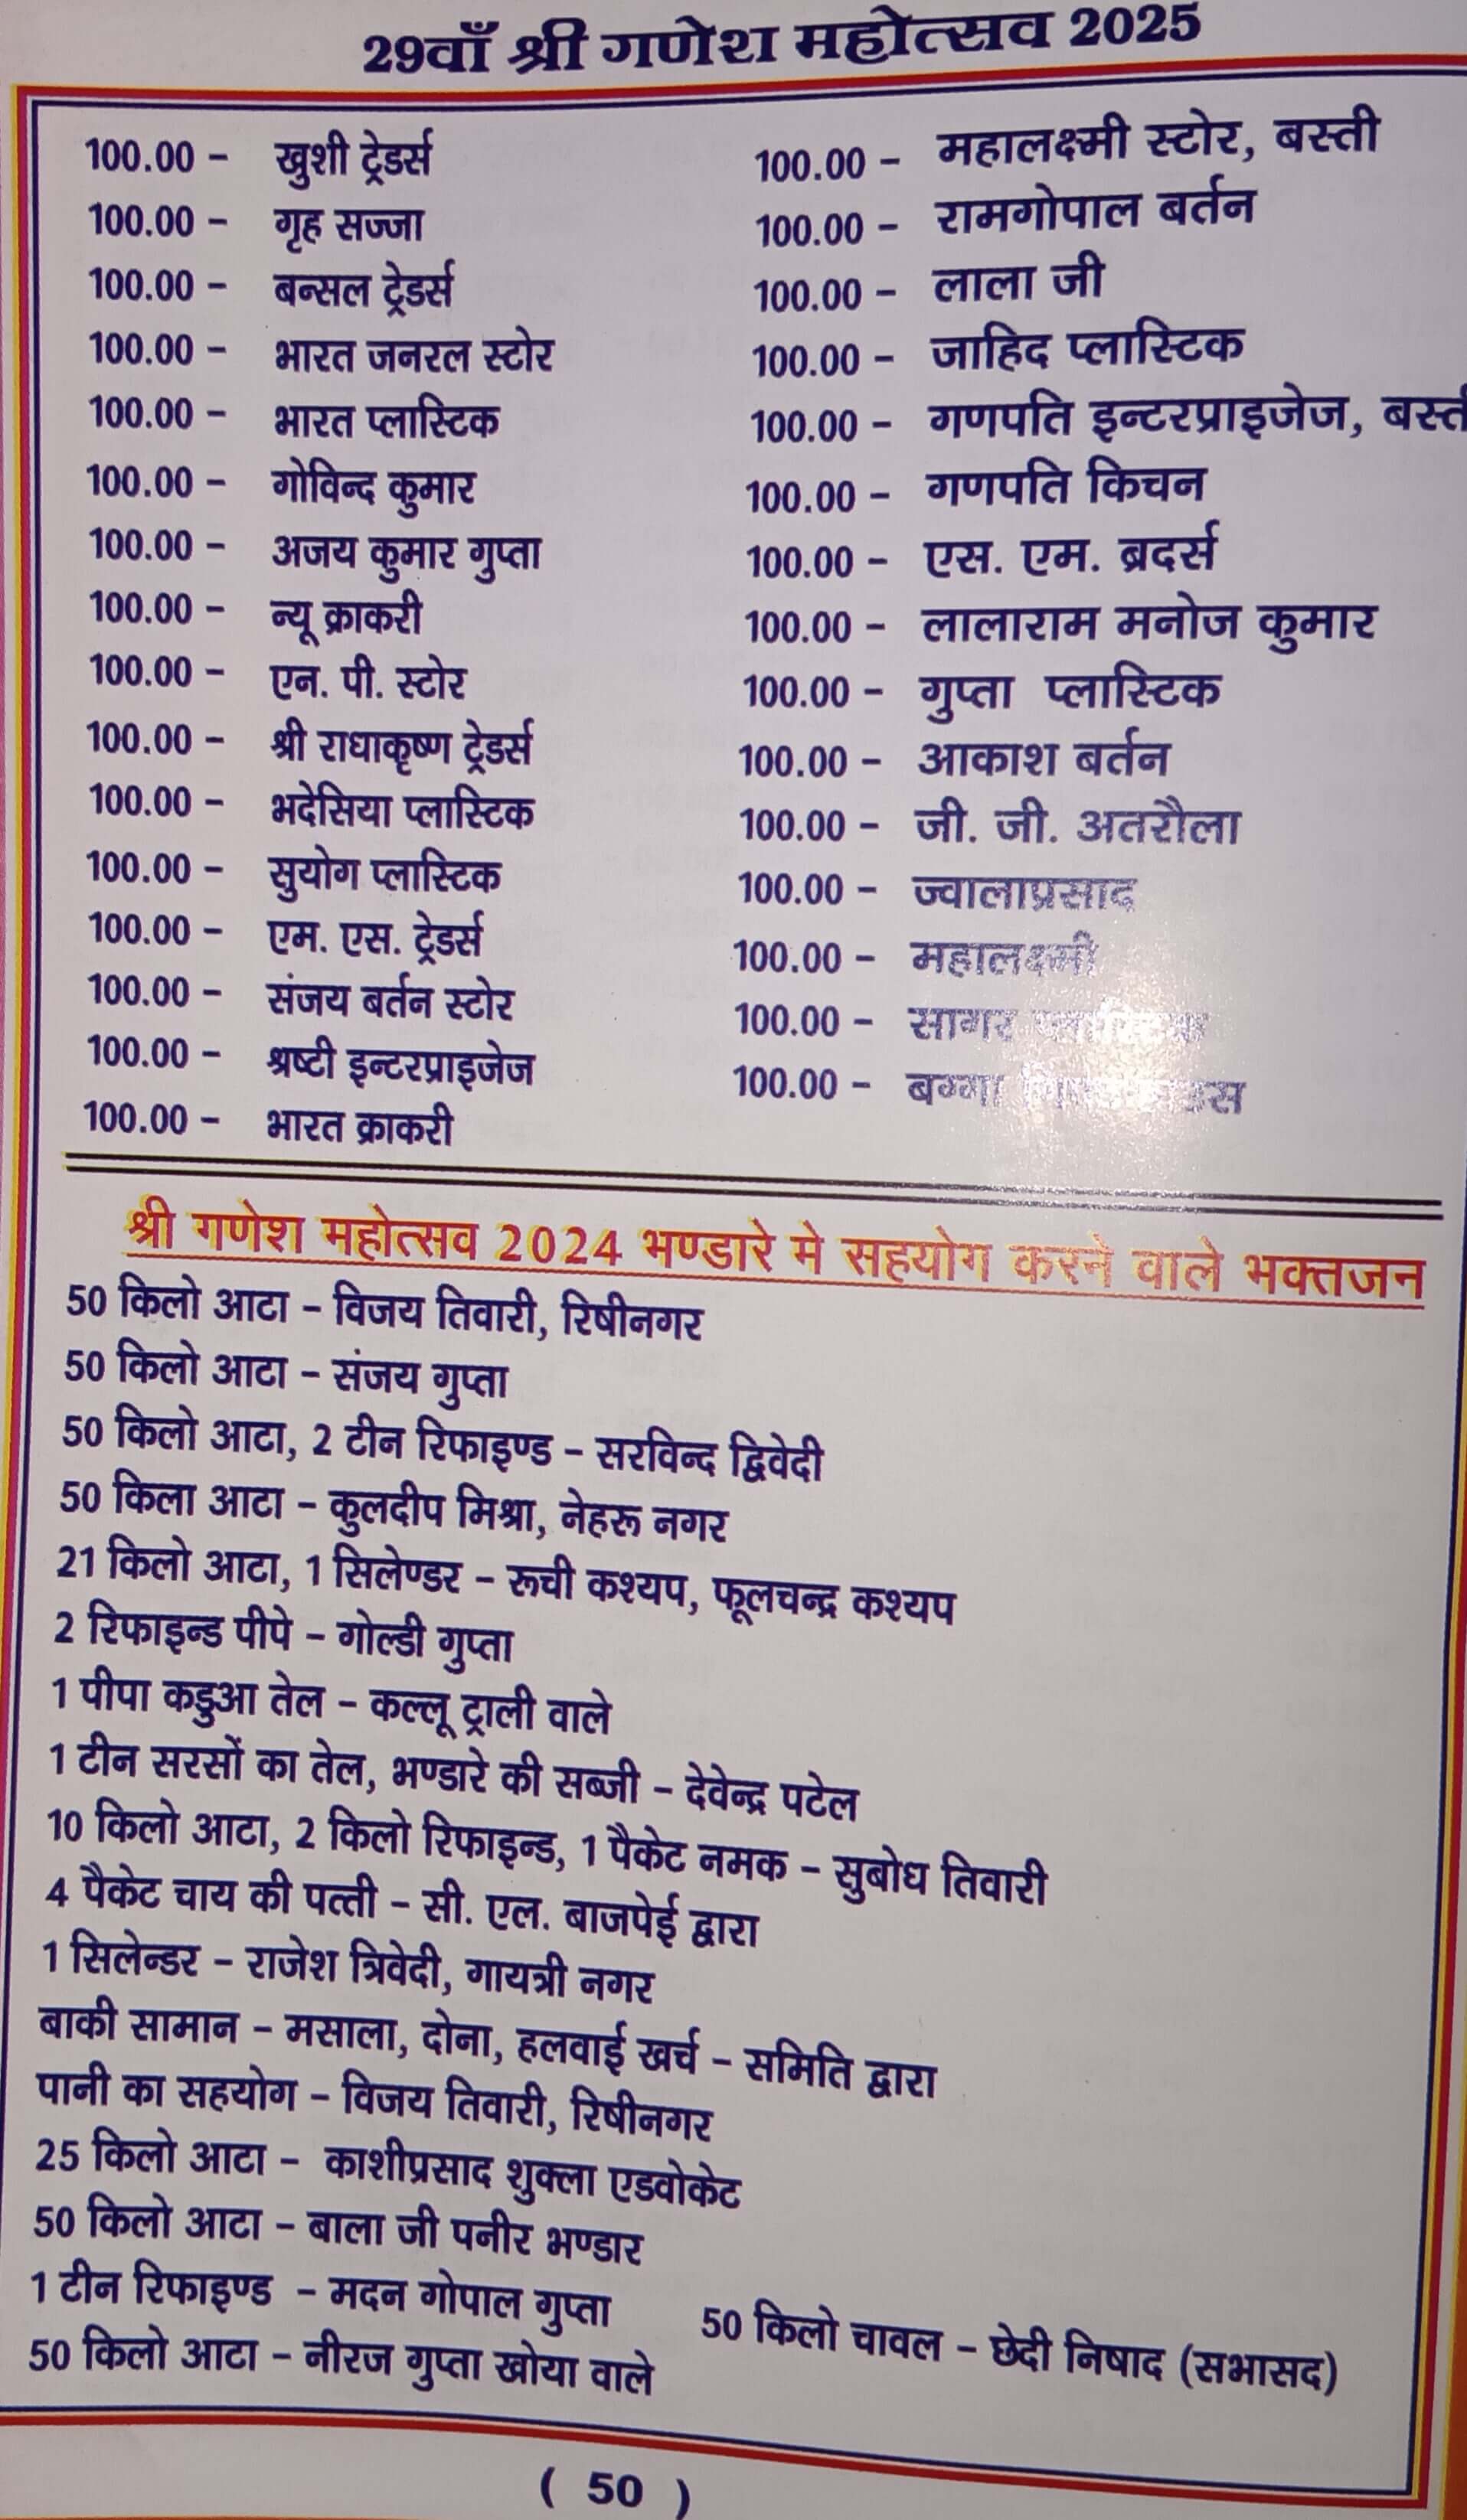 29वाँ श्री गणेश महोत्सव 2025
100.00 - खुशी ट्रेडर्स
100.00 - गृह सज्जा
100.00 - बन्सल ट्रेडर्स
100.00 - भारत जनरल स्टोर
100.00 - भारत प्लास्टिक
100.00 - गोविन्द कुमार
100.00 - अजय कुमार गुप्ता
100.00 - न्यू क्राकरी
100.00 - एन. पी. स्टोर
100.00 - श्री राधाकृष्ण ट्रेडर्स
100.00 - भदेसिया प्लास्टिक
100.00 - सुयोग प्लास्टिक
100.00 - एम. एस. ट्रेडर्स
100.00 - संजय बर्तन स्टोर
100.00 - श्रष्टी इन्टरप्राइजेज
100.00 - भारत क्राकरी
100.00 - महालक्ष्मी स्टोर, बस्ती
100.00 - रामगोपाल बर्तन
100.00 - लाला जी
100.00 - जाहिद प्लास्टिक
100.00 - गणपति इन्टरप्राइजेज,
100.00 - गणपति किचन
100.00 - एस. एम. ब्रदर्स
100.00 - लालाराम मनोज कुमार
100.00 - गुप्ता प्लास्टिक
100.00 - आकाश बर्तन
100.00 - जी. जी. अतरौला
100.00 - ज्वालाप्रसाद
100.00 - महालक्ष्मी
100.00 - सागर प्लास्टिक
100.00 - बग्गा
श्री गणेश महोत्सव 2024 भण्डारे मे सहयोग करने वाले भक्तजन
50 किलो आटा - विजय तिवारी, रिषीनगर
50 किलो आटा - संजय गुप्ता
50 किलो आटा, 2 टीन रिफाइण्ड - सरविन्द द्विवेदी
50 किला आटा - कुलदीप मिश्रा, नेहरू नगर
21 किलो आटा, 1 सिलेण्डर - रूची कश्यप, फूलचन्द्र कश्यप
2 रिफाइन्ड पीपे - गोल्डी गुप्ता
1 पीपा कडुआ तेल - कल्लू ट्राली वाले
1 टीन सरसों का तेल, भण्डारे की सब्जी - देवेन्द्र पटेल
10 किलो आटा, 2 किलो रिफाइन्ड, 1 पैकेट नमक - सुबोध तिवारी
4 पैकेट चाय की पत्ती - सी. एल. बाजपेई द्वारा
1 सिलेन्डर - राजेश त्रिवेदी, गायत्री नगर
बाकी सामान - मसाला, दोना, हलवाई खर्च - समिति द्वारा
पानी का सहयोग - विजय तिवारी, रिषीनगर
25 किलो आटा - काशीप्रसाद शुक्ला एडवोकेट
50 किलो आटा - बाला जी पनीर भण्डार
1 टीन रिफाइण्ड - मदन गोपाल गुप्ता
50 किलो आटा - नीरज गुप्ता खोया वाले
50 किलो चावल - छेदी निषाद (सभासद)
( 50 )